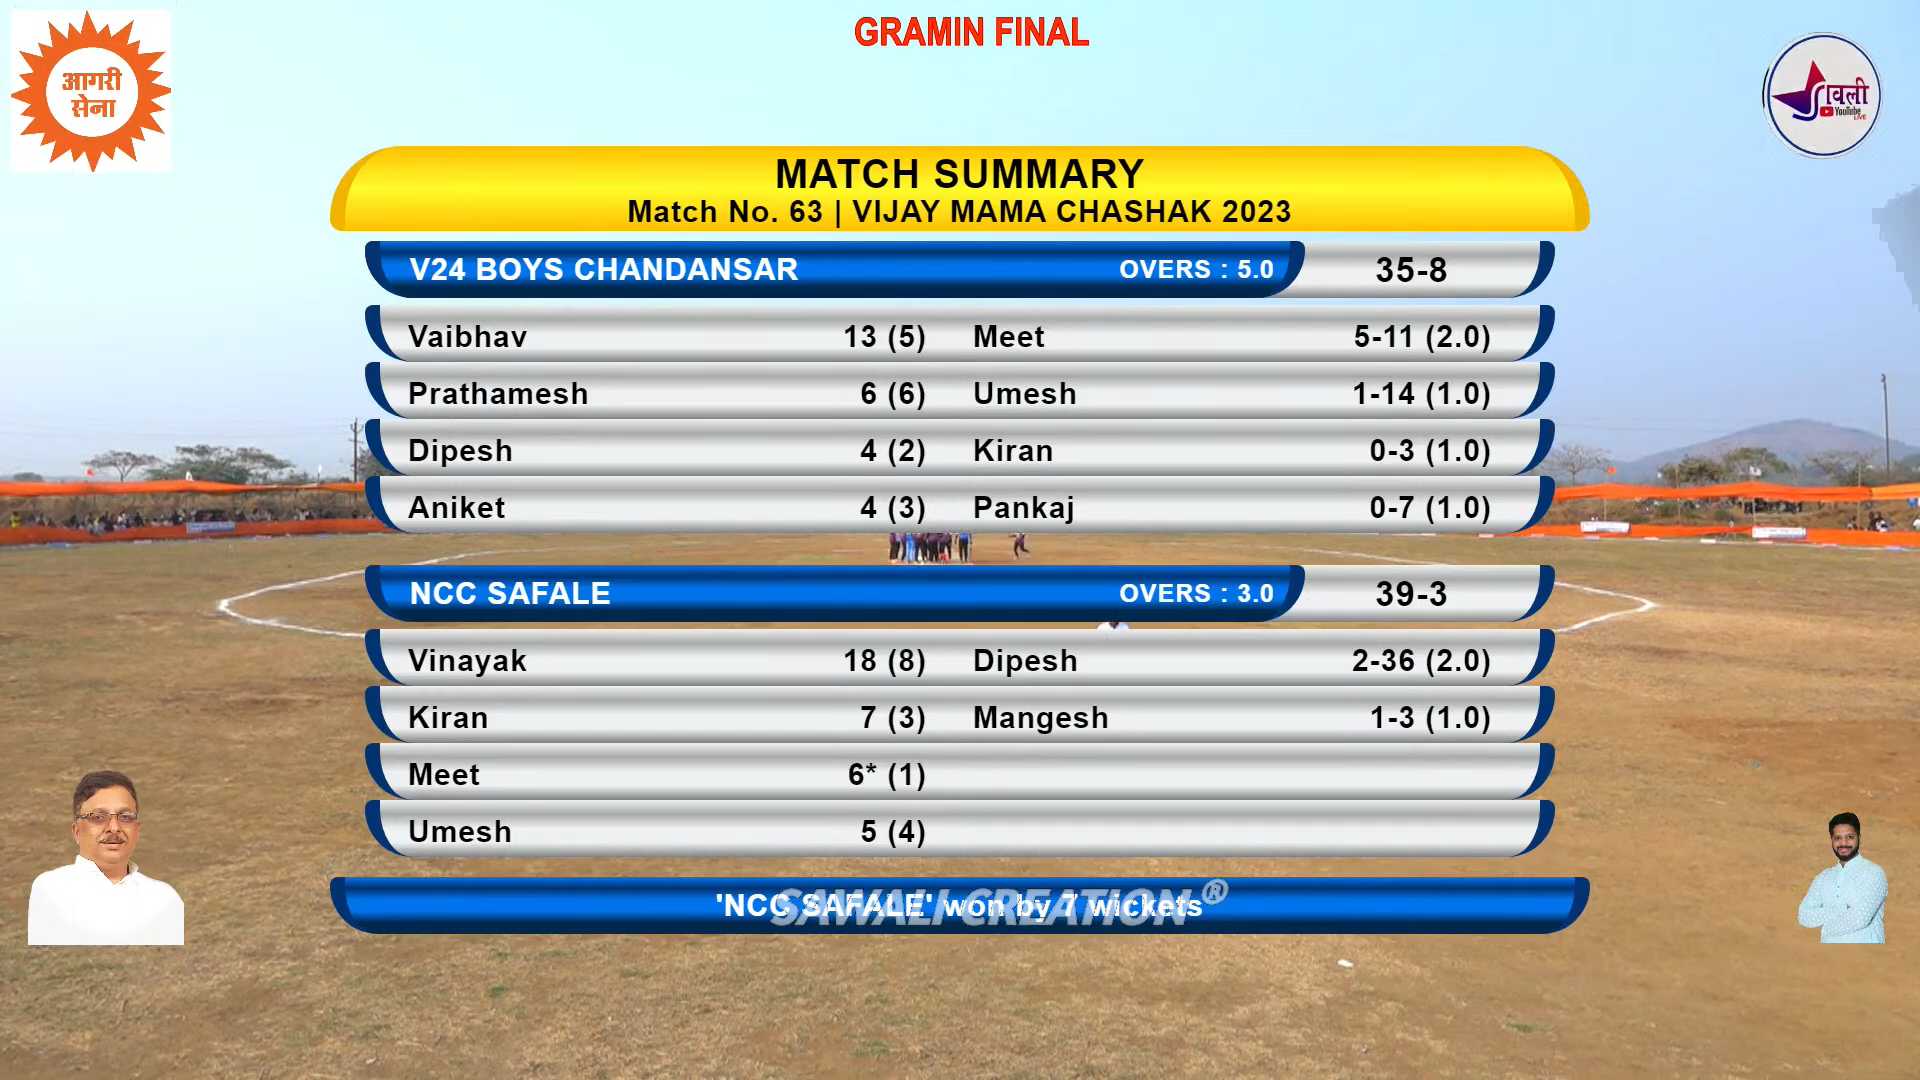 GRAMIN FINAL
आगरी
सेना
ावली
YouTube
LIVE
MATCH SUMMARY
Match No. 63 | VIJAY MAMA CHASHAK 2023
V24 BOYS CHANDANSAR OVERS : 5.0 35-8
Vaibhav 13 (5) Meet 5-11 (2.0)
Prathamesh 6 (6) Umesh 1-14 (1.0)
Dipesh 4 (2) Kiran 0-3 (1.0)
Aniket 4 (3) Pankaj 0-7 (1.0)
NCC SAFALE OVERS : 3.0 39-3
Vinayak 18 (8) Dipesh 2-36 (2.0)
Kiran 7 (3) Mangesh 1-3 (1.0)
Meet 6* (1)
Umesh 5 (4)
'NCC SAFALE' won by 7 wickets
SAWALI CREATION ®